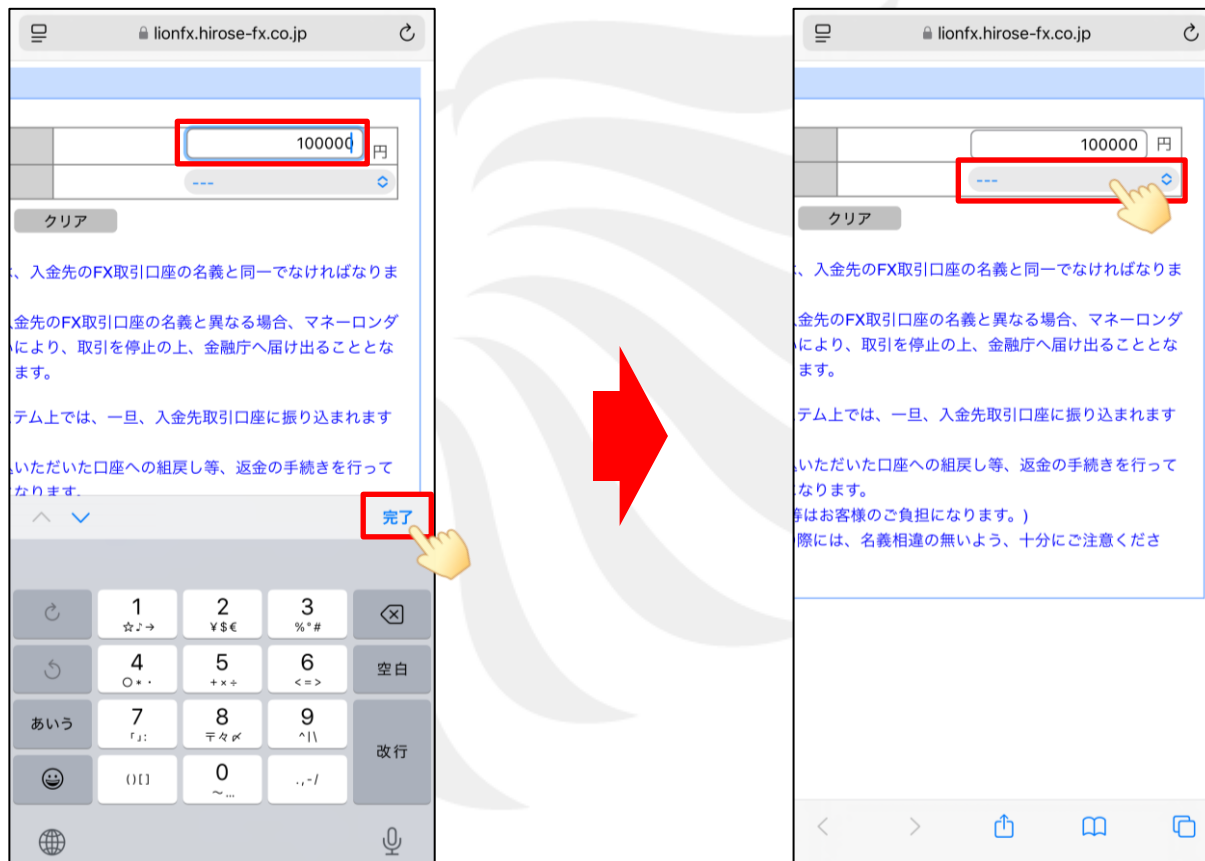 lionfx.hirose-fx.co.jp
100000 円
---
クリア
、入金先のFX取引口座の名義と同一でなければなりま
金先のFX取引口座の名義と異なる場合、マネーロンダ
により、取引を停止の上、金融庁へ届け出ることとな
ます。
テム上では、一旦、入金先取引口座に振り込まれます
いただいた口座への組戻し等、返金の手続きを行って
なります。
完了
1 2 3
☆♪→ ¥$€ %°#
4 5 6 空白
○*・ +×÷ <=>
あいう 7 8 9
「」: 〒々〆 ^|\
改行
()[] 0 .,-/
～…
lionfx.hirose-fx.co.jp
100000 円
---
クリア
、入金先のFX取引口座の名義と同一でなければなりま
金先のFX取引口座の名義と異なる場合、マネーロンダ
により、取引を停止の上、金融庁へ届け出ることとな
ます。
テム上では、一旦、入金先取引口座に振り込まれます
いただいた口座への組戻し等、返金の手続きを行って
なります。
等はお客様のご負担になります。)
際には、名義相違の無いよう、十分にご注意くださ